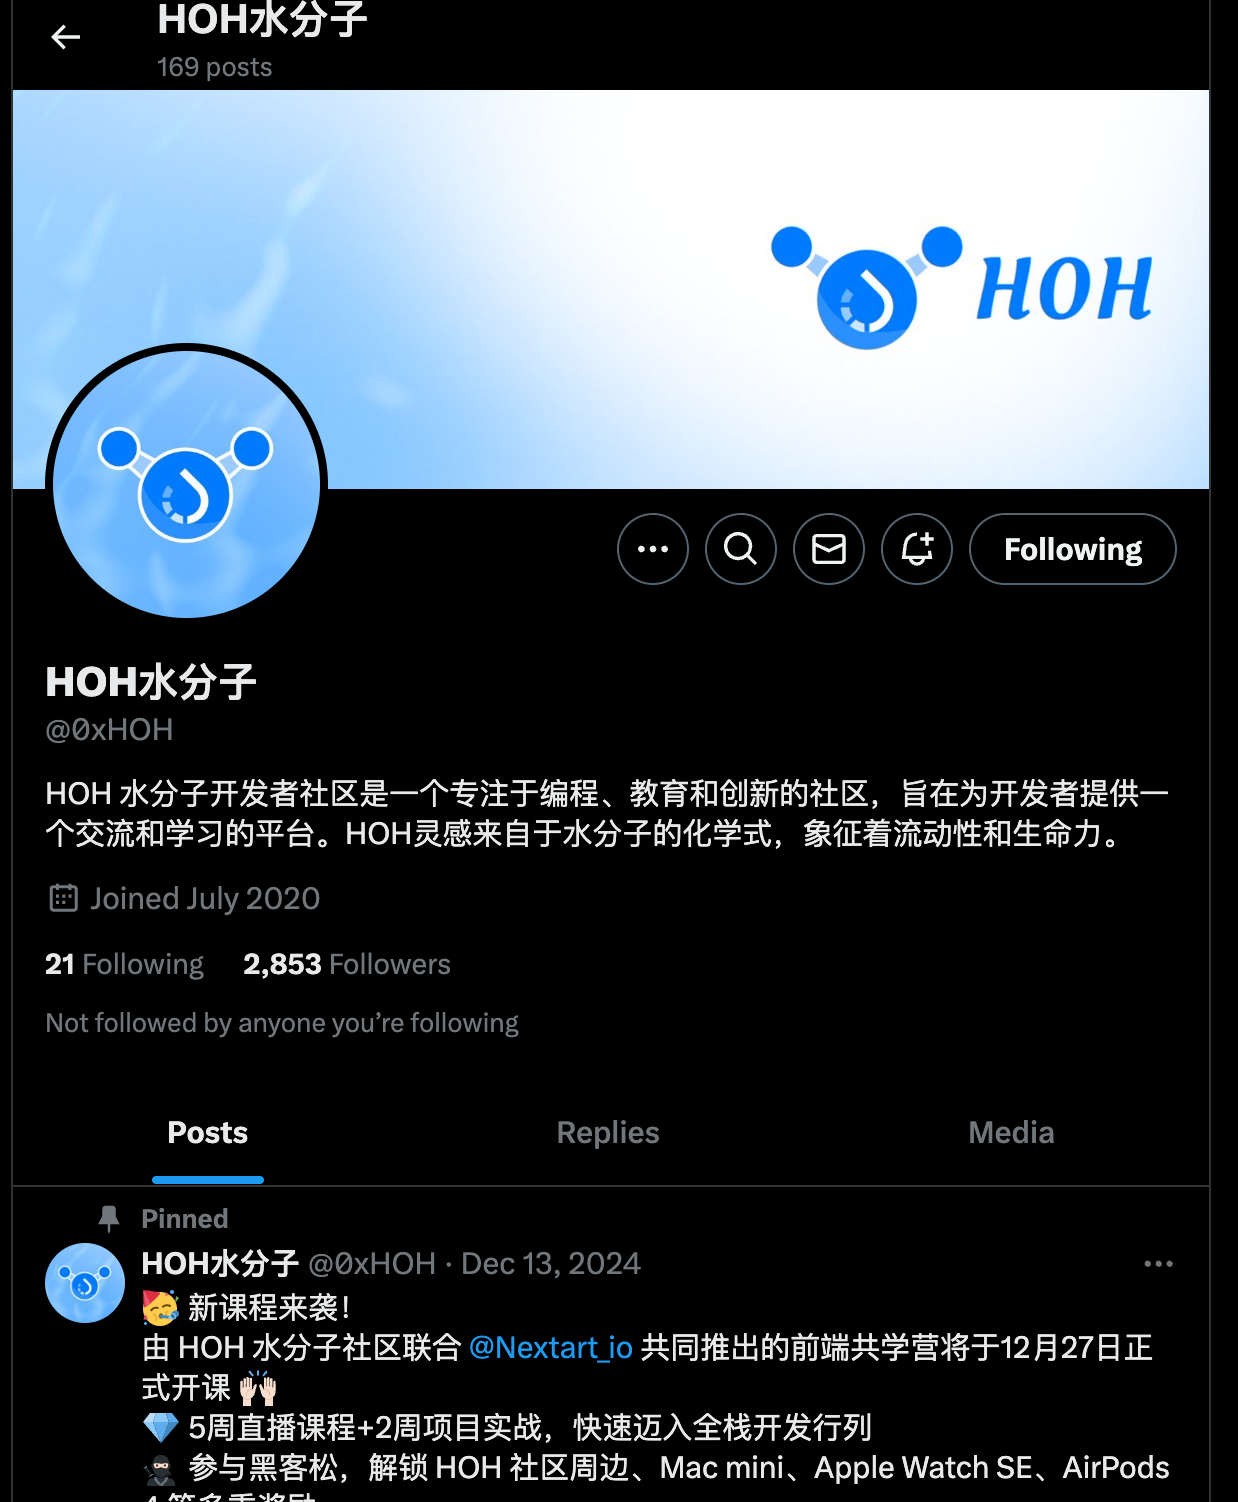 HOH水分子
169 posts
HOH
Following
HOH水分子
@0xHOH
HOH 水分子开发者社区是一个专注于编程、教育和创新的社区，旨在为开发者提供一
个交流和学习的平台。HOH灵感来自于水分子的化学式，象征着流动性和生命力。
Joined July 2020
21 Following 2,853 Followers
Not followed by anyone you’re following
Posts Replies Media
Pinned
HOH水分子 @0xHOH · Dec 13, 2024
🥳 新课程来袭！
由 HOH 水分子社区联合 @Nextart_io 共同推出的前端共学营将于12月27日正
式开课 🙌🏻
💎 5周直播课程+2周项目实战，快速迈入全栈开发行列
🥷🏻 参与黑客松，解锁 HOH 社区周边、Mac mini、Apple Watch SE、AirPods
4 等多重奖励